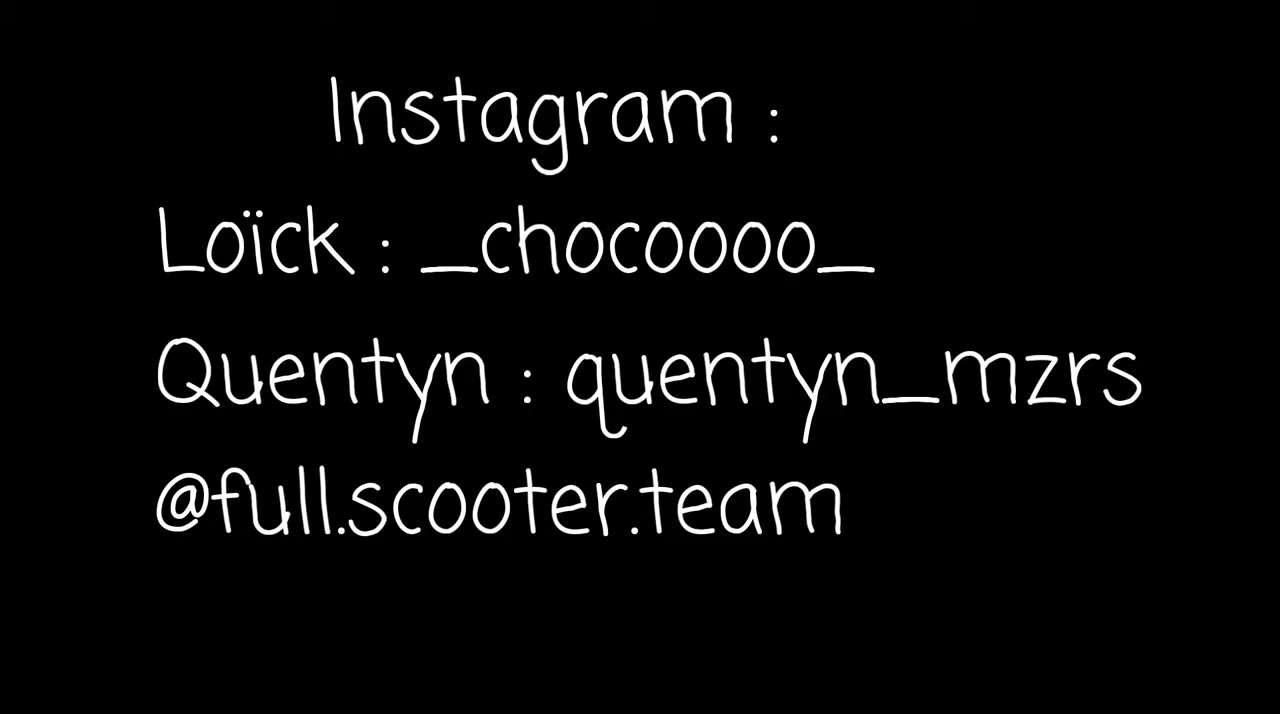 Instagram :
Loïck : _chocoooo_
Quentyn : quentyn_mzrs
@full.scooter.team